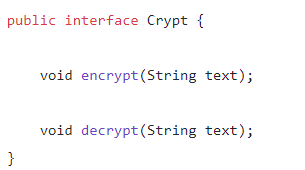 public interface Crypt {
void encrypt(String text);
void decrypt(String text);
}